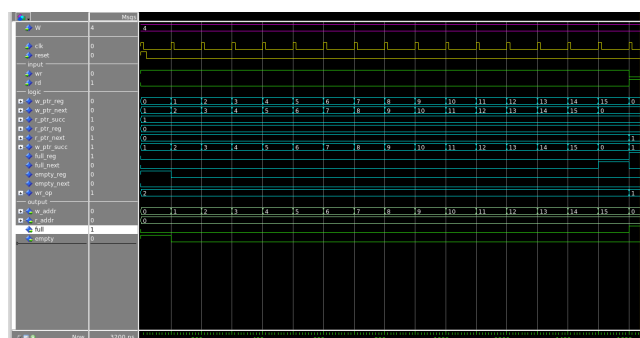 Msgs
W 4 4
clk 0
reset 0
input
wr 0
rd 1
logic
w_ptr_reg 0 0 1 2 3 4 5 6 7 8 9 10 11 12 13 14 15 0
w_ptr_next 0 1 2 3 4 5 6 7 8 9 10 11 12 13 14 15 0
r_ptr_succ 1 1
r_ptr_reg 0 0
r_ptr_next 1 0 1
w_ptr_succ 1 1 2 3 4 5 6 7 8 9 10 11 12 13 14 15 0 1
full_reg 1
full_next 0
empty_reg 0
empty_next 0
wr_op 1 2 1
output
w_addr 0 0 1 2 3 4 5 6 7 8 9 10 11 12 13 14 15 0
r_addr 0 0
full 1
empty 0
Now 3200 ns